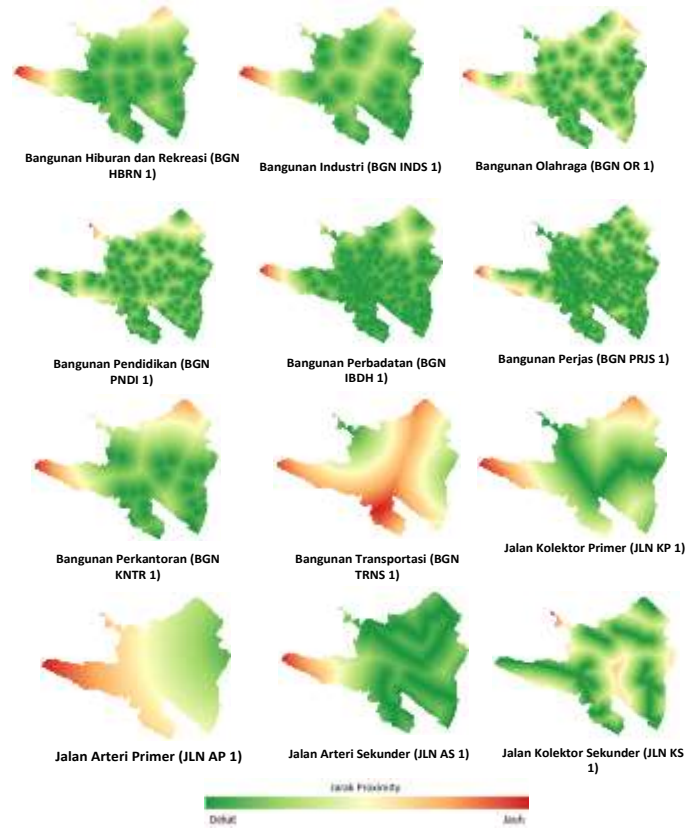 Bangunan Hiburan dan Rekreasi (BGN
HBRN 1)
Bangunan Industri (BGN INDS 1)
Bangunan Olahraga (BGN OR 1)
Bangunan Pendidikan (BGN
PNDI 1)
Bangunan Perbadatan (BGN
IBDH 1)
Bangunan Perjas (BGN PRJS 1)
Bangunan Perkantoran (BGN
KNTR 1)
Bangunan Transportasi (BGN
TRNS 1)
Jalan Kolektor Primer (JLN KP 1)
Jalan Arteri Primer (JLN AP 1)
Jalan Arteri Sekunder (JLN AS 1)
Jalan Kolektor Sekunder (JLN KS
1)
Jarak Proximity
Dekat
Jauh